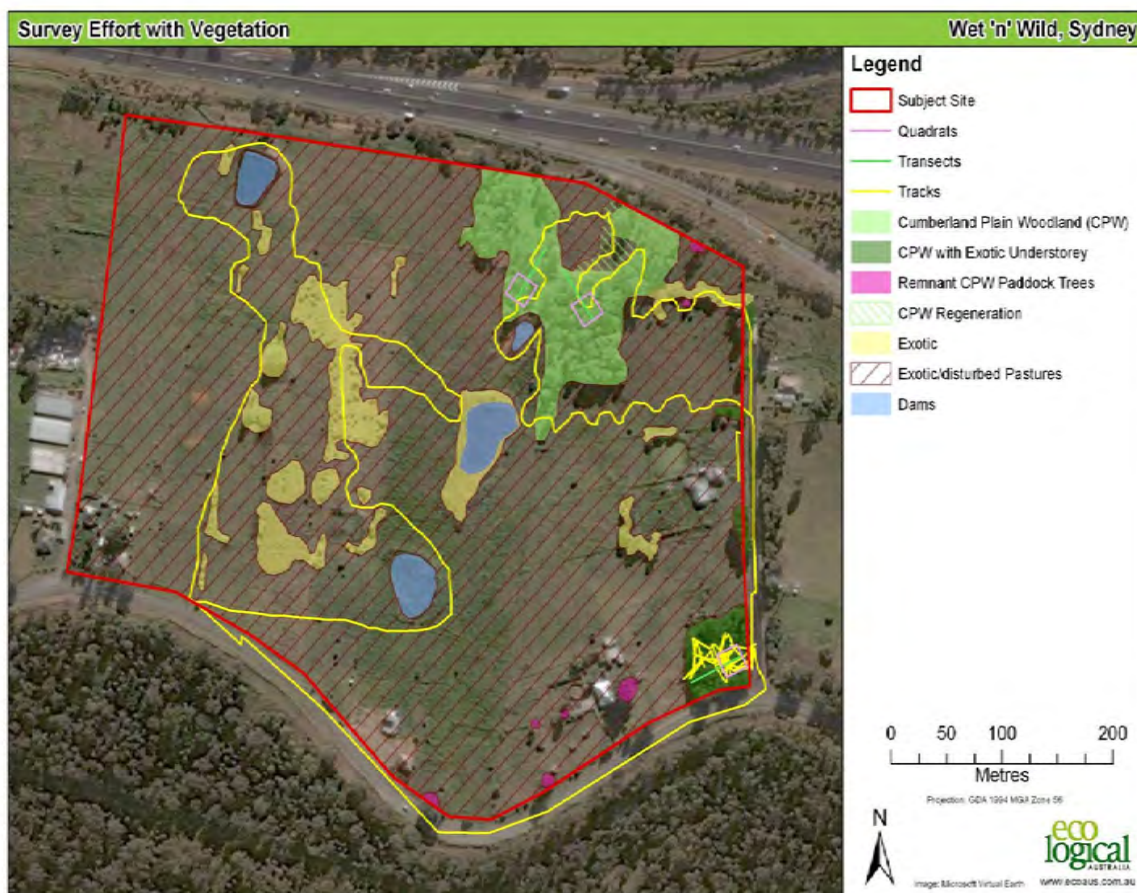 Survey Effort with Vegetation
Wet 'n' Wild, Sydney
Legend
Subject Site
Quadrats
Transects
Tracks
Cumberland Plain Woodland (CPW)
CPW with Exotic Understorey
Remnant CPW Paddock Trees
CPW Regeneration
Exotic
Exotic/disturbed Pastures
Dams
0 50 100 200
Metres
Projection: GDA 1994 MGA Zone 56
N
eco
logical
AUSTRALIA
Image: Microsoft Virtual Earth www.ecoaus.com.au